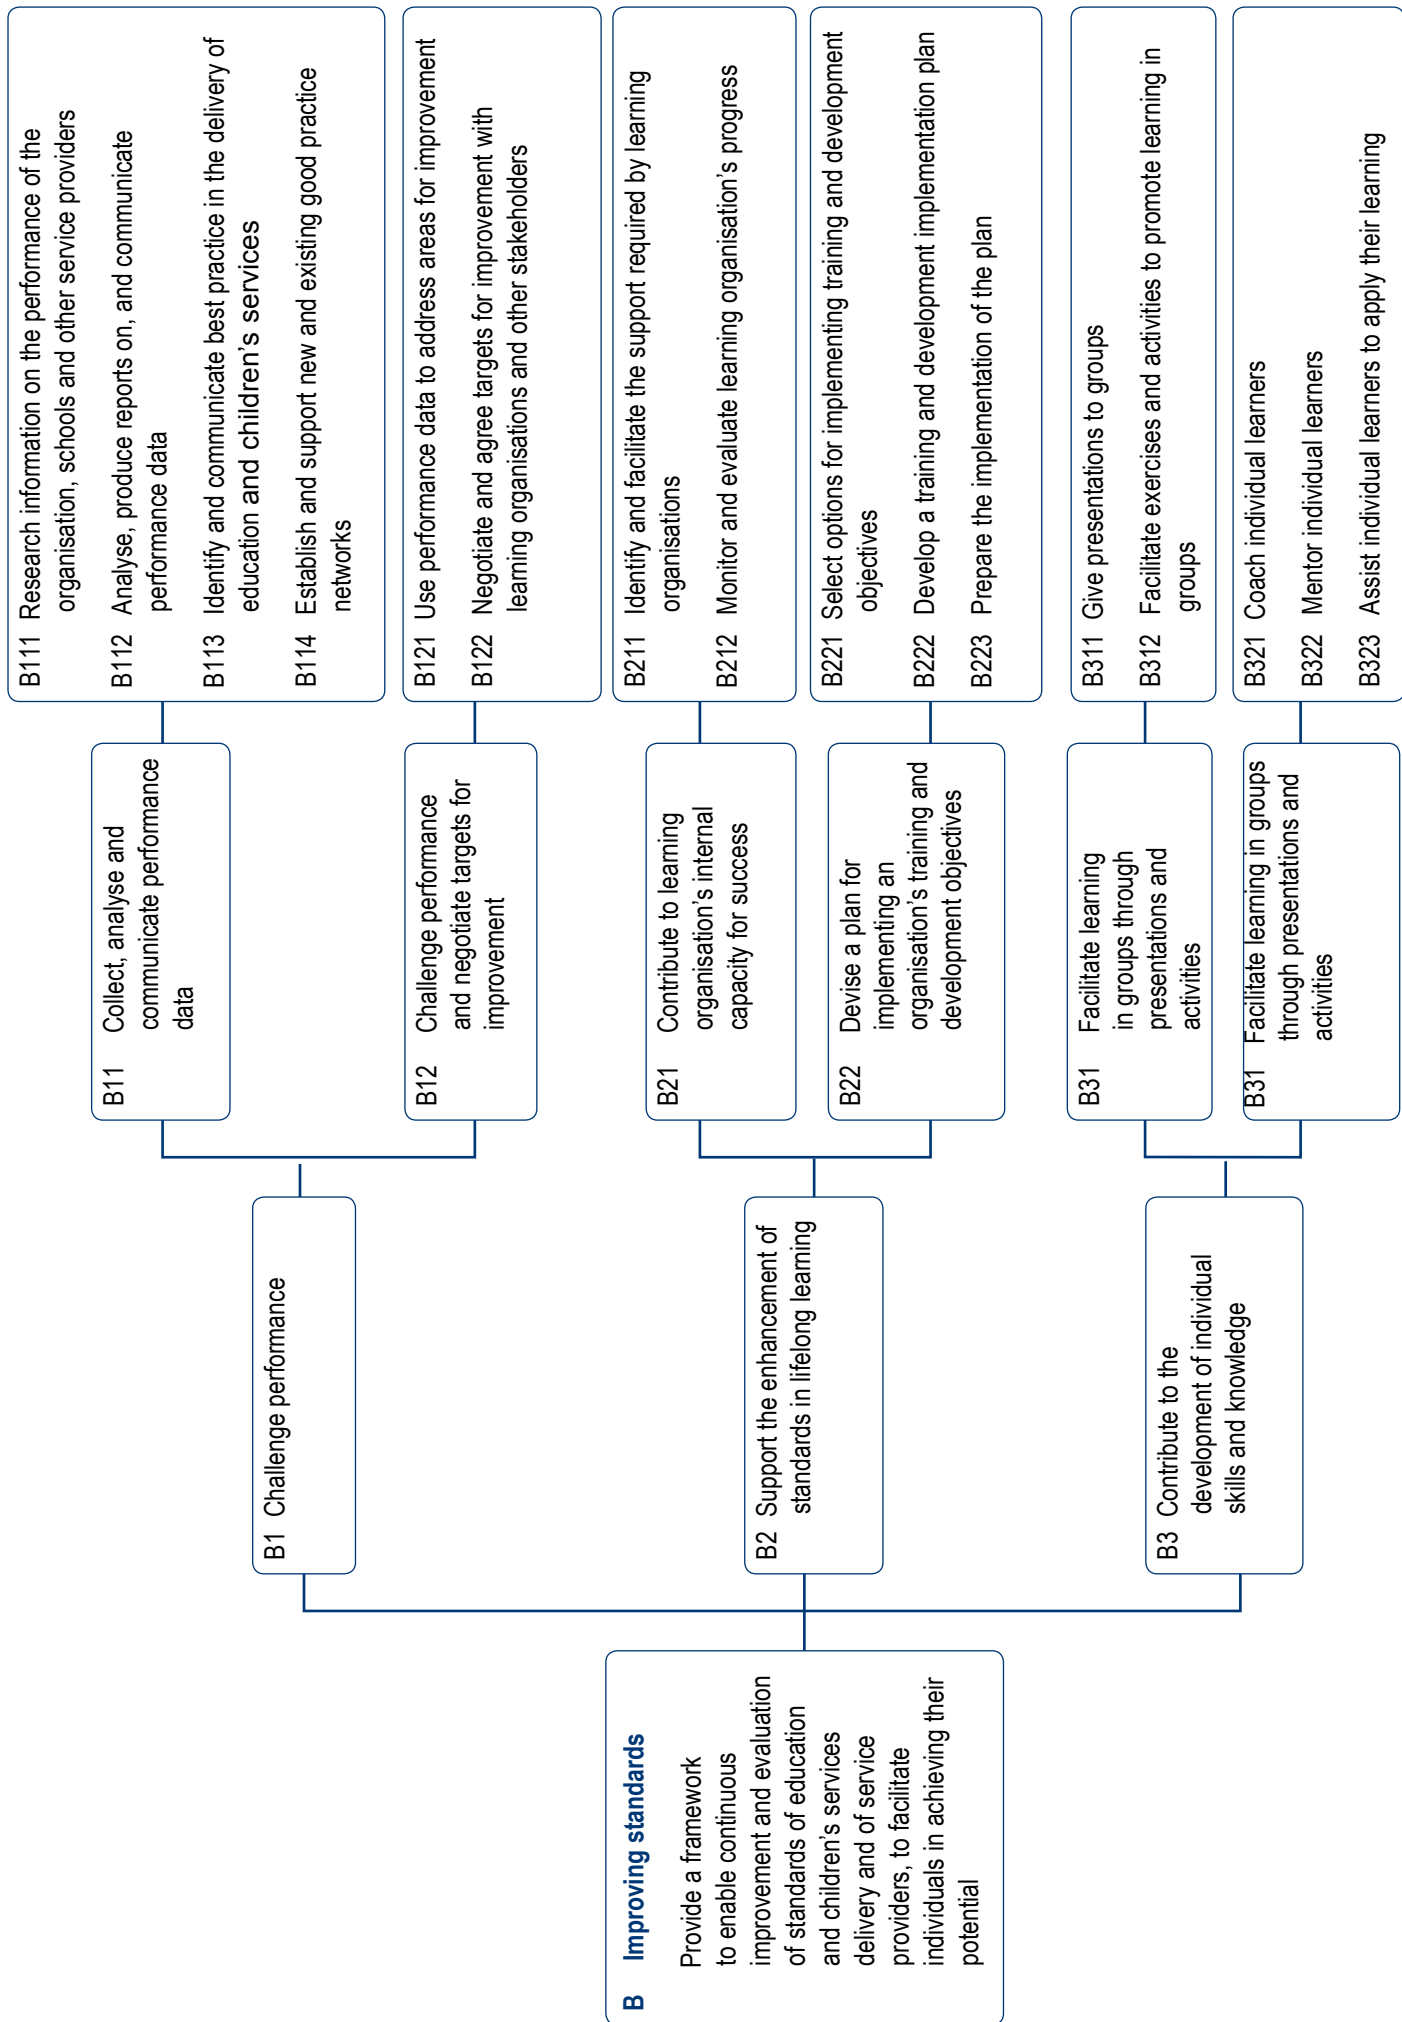 B Improving standards
Provide a framework
to enable continuous
improvement and evaluation
of standards of education
and children’s services
delivery and of service
providers, to facilitate
individuals in achieving their
potential
B1 Challenge performance
B2 Support the enhancement of
standards in lifelong learning
B3 Contribute to the
development of individual
skills and knowledge
B11 Collect, analyse and
communicate performance
data
B12 Challenge performance
and negotiate targets for
improvement
B21 Contribute to learning
organisation’s internal
capacity for success
B22 Devise a plan for
implementing an
organisation’s training and
development objectives
B31 Facilitate learning
in groups through
presentations and
activities
B31 Facilitate learning in groups
through presentations and
activities
B111 Research information on the performance of the
organisation, schools and other service providers
B112 Analyse, produce reports on, and communicate
performance data
B113 Identify and communicate best practice in the delivery of
education and children’s services
B114 Establish and support new and existing good practice
networks
B121 Use performance data to address areas for improvement
B122 Negotiate and agree targets for improvement with
learning organisations and other stakeholders
B211 Identify and facilitate the support required by learning
organisations
B212 Monitor and evaluate learning organisation’s progress
B221 Select options for implementing training and development
objectives
B222 Develop a training and development implementation plan
B223 Prepare the implementation of the plan
B311 Give presentations to groups
B312 Facilitate exercises and activities to promote learning in
groups
B321 Coach individual learners
B322 Mentor individual learners
B323 Assist individual learners to apply their learning